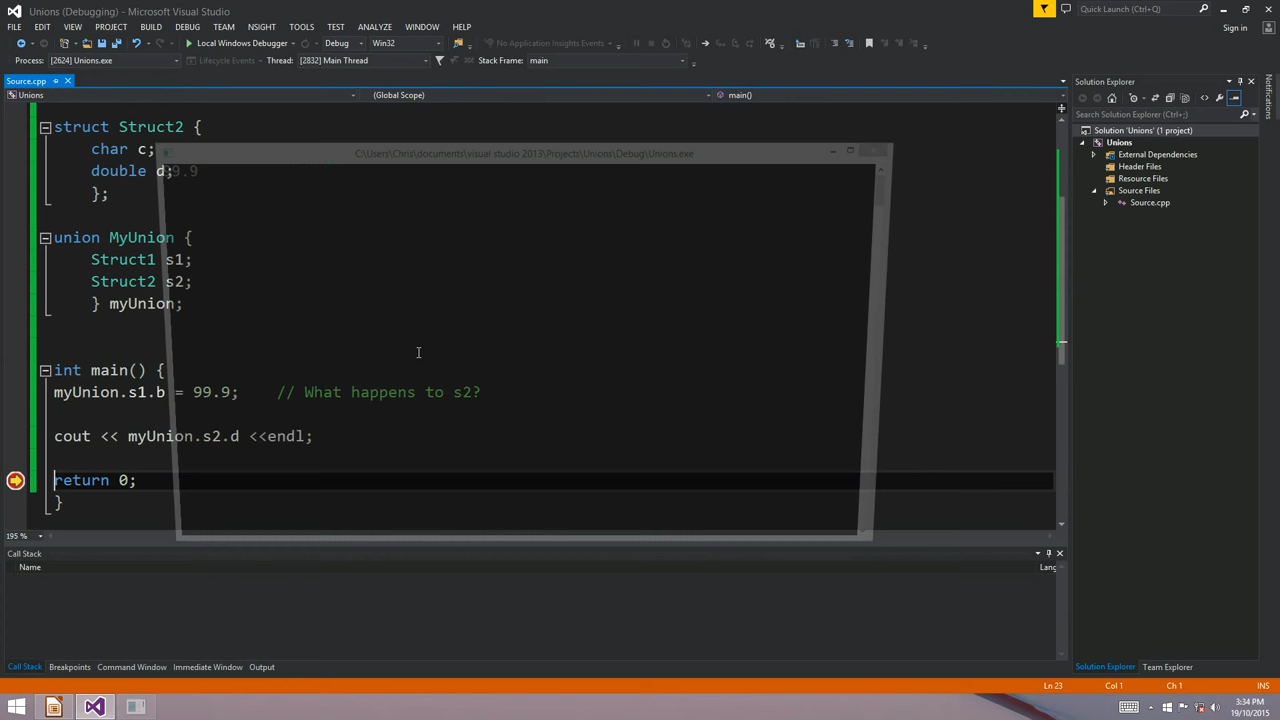 Unions (Debugging) - Microsoft Visual Studio
Quick Launch (Ctrl+Q)
FILE EDIT VIEW PROJECT BUILD DEBUG TEAM NSIGHT TOOLS TEST ANALYZE WINDOW HELP
Sign in
Local Windows Debugger Debug Win32 No Application Insights Events
Process: [2624] Unions.exe Lifecycle Events Thread: [2832] Main Thread Stack Frame: main
Source.cpp
Unions (Global Scope) main()
struct Struct2 {
char c;
double d;
};
union MyUnion {
Struct1 s1;
Struct2 s2;
} myUnion;
int main() {
myUnion.s1.b = 99.9; // What happens to s2?
cout << myUnion.s2.d <<endl;
return 0;
}
C:\Users\Chris\documents\visual studio 2013\Projects\Unions\Debug\Unions.exe
195 %
Call Stack
Name
Lang
Call Stack Breakpoints Command Window Immediate Window Output
Solution Explorer
Search Solution Explorer (Ctrl+;)
Solution 'Unions' (1 project)
Unions
External Dependencies
Header Files
Resource Files
Source Files
Source.cpp
Solution Explorer Team Explorer
Notifications
Ln 23 Col 1 Ch 1 INS
3:34 PM
19/10/2015